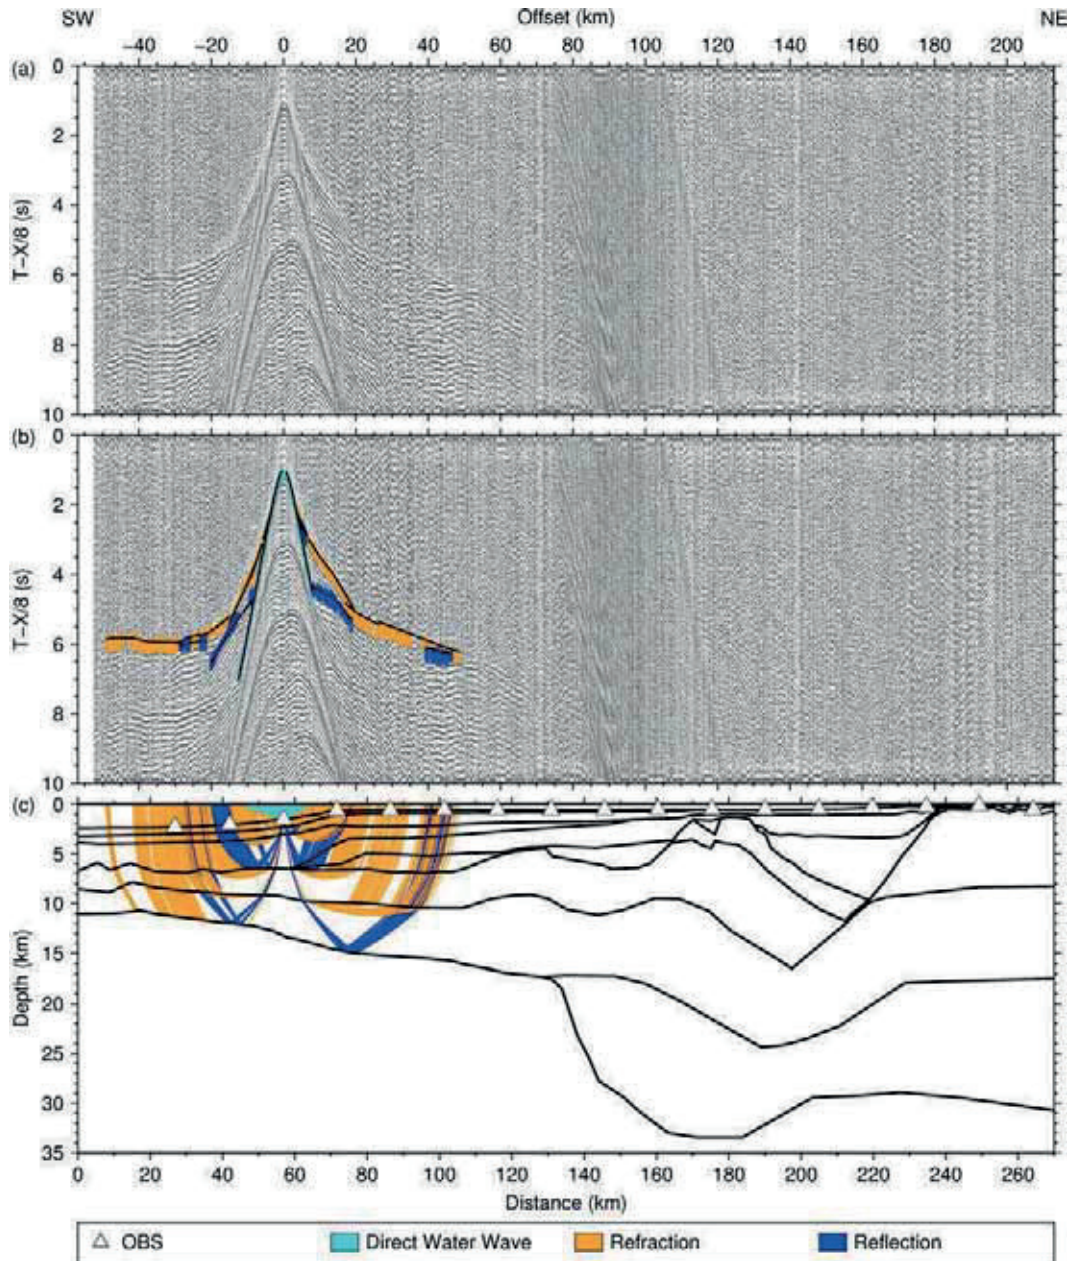 SW Offset (km) NE
−40 −20 0 20 40 60 80 100 120 140 160 180 200
(a)
0
2
4
6
8
10
T−X/8 (s)
(b)
0
2
4
6
8
10
T−X/8 (s)
(c)
0
5
10
15
20
25
30
35
Depth (km)
0 20 40 60 80 100 120 140 160 180 200 220 240 260
Distance (km)
OBS Direct Water Wave Refraction Reflection